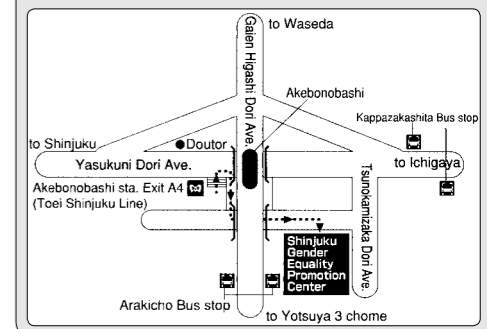 to Waseda
Gaien Higashi Dori Ave.
Akebonobashi
Kappazakashita Bus stop
to Shinjuku
●Doutor
Yasukuni Dori Ave.
to Ichigaya
Akebonobashi sta. Exit A4
(Toei Shinjuku Line)
Tsunokamizaka Dori Ave.
Shinjuku
Gender
Equality
Promotion
Center
Arakicho Bus stop
to Yotsuya 3 chome